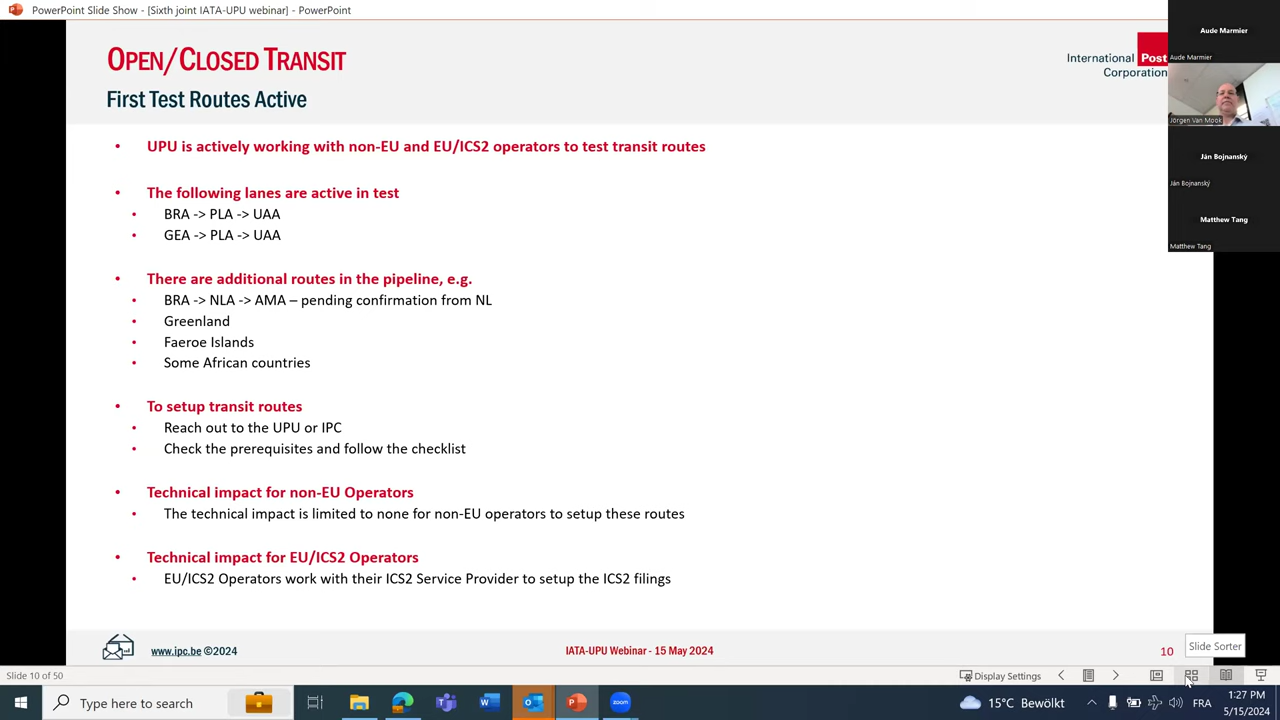 PowerPoint Slide Show - [Sixth joint IATA-UPU webinar] - PowerPoint
OPEN/CLOSED TRANSIT
First Test Routes Active
International Post
Corporation
Aude Marmier
Aude Marmier
Jörgen Van Mook
Ján Bojnanský
Ján Bojnanský
Matthew Tang
Matthew Tang
• UPU is actively working with non-EU and EU/ICS2 operators to test transit routes
• The following lanes are active in test
• BRA -> PLA -> UAA
• GEA -> PLA -> UAA
• There are additional routes in the pipeline, e.g.
• BRA -> NLA -> AMA – pending confirmation from NL
• Greenland
• Faeroe Islands
• Some African countries
• To setup transit routes
• Reach out to the UPU or IPC
• Check the prerequisites and follow the checklist
• Technical impact for non-EU Operators
• The technical impact is limited to none for non-EU operators to setup these routes
• Technical impact for EU/ICS2 Operators
• EU/ICS2 Operators work with their ICS2 Service Provider to setup the ICS2 filings
www.ipc.be ©2024
IATA-UPU Webinar - 15 May 2024
10
Slide Sorter
Slide 10 of 50
Display Settings
Type here to search
15°C Bewölkt
FRA
1:27 PM
5/15/2024